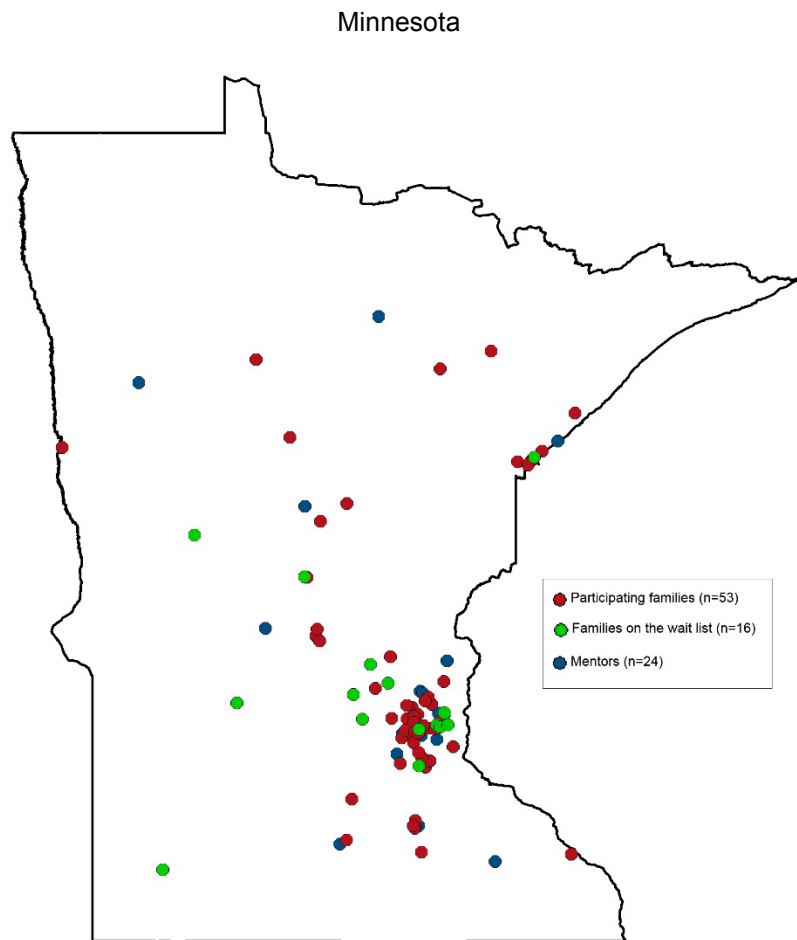 Minnesota
Participating families (n=53)
Families on the wait list (n=16)
Mentors (n=24)